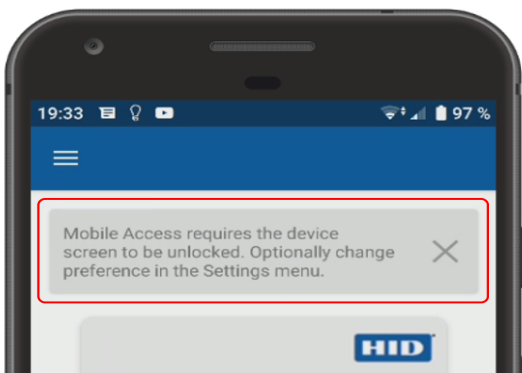 19:33
97 %
Mobile Access requires the device
screen to be unlocked. Optionally change
preference in the Settings menu.
HID